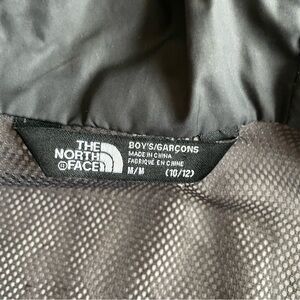 THE
NORTH
FACE
BOY'S/GARÇONS
MADE IN CHINA
FABRIQUÉ EN CHINE
M/M (10/12)